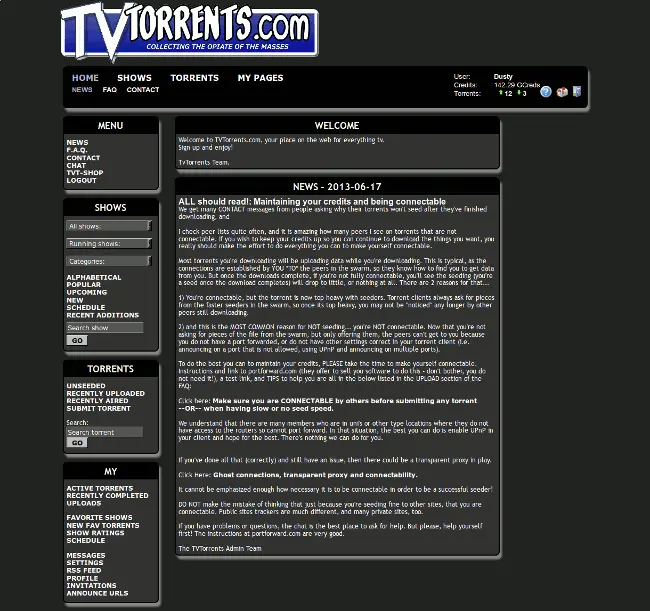 TVTORRENTS.com
COLLECTING THE OPIATE OF THE MASSES
HOME SHOWS TORRENTS MY PAGES
NEWS FAQ CONTACT
User: Dusty
Credits: 142.29 GCreds
Torrents: 12 3
MENU
NEWS
F.A.Q.
CONTACT
CHAT
TVT-SHOP
LOGOUT
SHOWS
All shows:
Running shows:
Categories:
ALPHABETICAL
POPULAR
UPCOMING
NEW
SCHEDULE
RECENT ADDITIONS
Search show
GO
TORRENTS
UNSEEDED
RECENTLY UPLOADED
RECENTLY AIRED
SUBMIT TORRENT
Search:
Search torrent
GO
MY
ACTIVE TORRENTS
RECENTLY COMPLETED
UPLOADS
FAVORITE SHOWS
NEW FAV TORRENTS
SHOW RATINGS
SCHEDULE
MESSAGES
SETTINGS
RSS FEED
PROFILE
INVITATIONS
ANNOUNCE URLS
WELCOME
Welcome to TVTorrents.com, your place on the web for everything tv.
Sign up and enjoy!
TvTorrents Team.
NEWS - 2013-06-17
ALL should read!: Maintaining your credits and being connectable
We get many CONTACT messages from people asking why their torrents won't seed after they've finished
downloading, and
I check peer lists quite often, and it is amazing how many peers I see on torrents that are not
connectable. If you wish to keep your credits up so you can continue to download the things you want, you
really should make the effort to do everything you can to make yourself connectable.
Most torrents you're downloading will be uploading data while you're downloading. This is typical, as the
connections are established by YOU *TO* the peers in the swarm, so they know how to find you to get data
from you. But once the downloads complete, if you're not fully connectable, you'll see the seeding (you're
a seed once the download completes) will drop to little, or nothing at all. There are 2 reasons for that....
1) You're connectable, but the torrent is now top heavy with seeders. Torrent clients always ask for pieces
from the faster seeders in the swarm, so once its top heavy, you may not be "noticed" any longer by other
peers still downloading.
2) and this is the MOST COMMON reason for NOT seeding... you're NOT connectable. Now that you're not
asking for pieces of the file from the swarm, but only offering them, the peers can't get to you because
you do not have a port forwarded, or do not have other settings correct in your torrent client (i.e.
announcing on a port that is not allowed, using UPnP and announcing on multiple ports).
To do the best you can to maintain your credits, PLEASE take the time to make yourself connectable.
Instructions and link to portforward.com (they offer to sell you software to do this - don't bother, you do
not need it!), a test link, and TIPS to help you are all in the below listed in the UPLOAD section of the
FAQ:
Click here: Make sure you are CONNECTABLE by others before submitting any torrent
--OR-- when having slow or no seed speed.
We understand that there are many members who are in uni's or other type locations where they do not
have access to the routers so cannot port forward. In that situation, the best you can do is enable UPnP in
your client and hope for the best. There's nothing we can do for you.
If you've done all that (correctly) and still have an issue, then there could be a transparent proxy in play.
Click Here: Ghost connections, transparent proxy and connectability.
It cannot be emphasized enough how necessary it is to be connectable in order to be a successful seeder!
DO NOT make the mistake of thinking that just because you're seeding fine to other sites, that you are
connectable. Public sites trackers are much different, and many private sites, too.
If you have problems or questions, the chat is the best place to ask for help. But please, help yourself
first! The instructions at portforward.com are very good.
The TVTorrents Admin Team